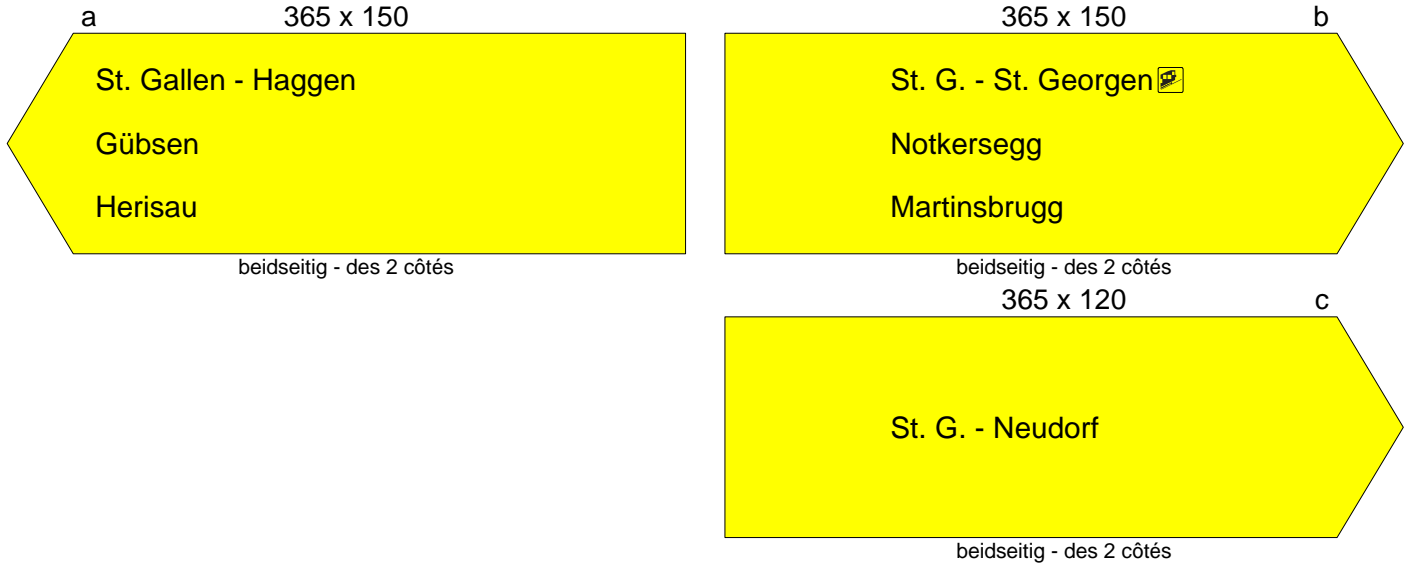 a 365 x 150
St. Gallen - Haggen
Gübsen
Herisau
beidseitig - des 2 côtés
365 x 150 b
St. G. - St. Georgen
Notkersegg
Martinsbrugg
beidseitig - des 2 côtés
365 x 120 c
St. G. - Neudorf
beidseitig - des 2 côtés